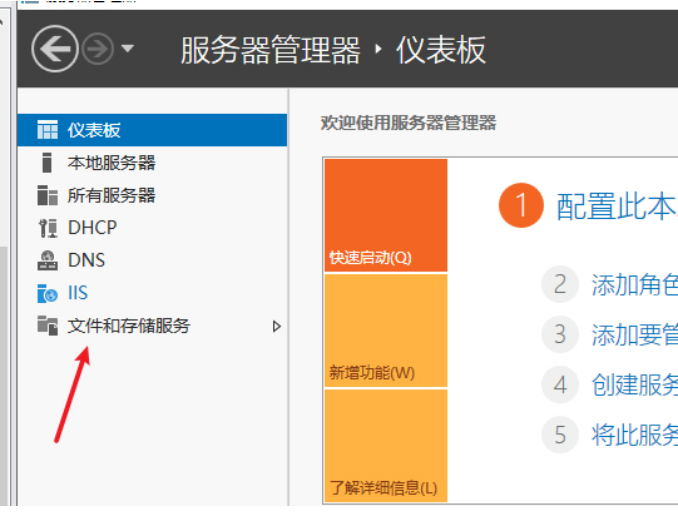 服务器管理器 · 仪表板
仪表板
本地服务器
所有服务器
DHCP
DNS
IIS
文件和存储服务
欢迎使用服务器管理器
快速启动(Q)
新增功能(W)
了解详细信息(L)
1 配置此本
2 添加角色
3 添加要管
4 创建服务
5 将此服务